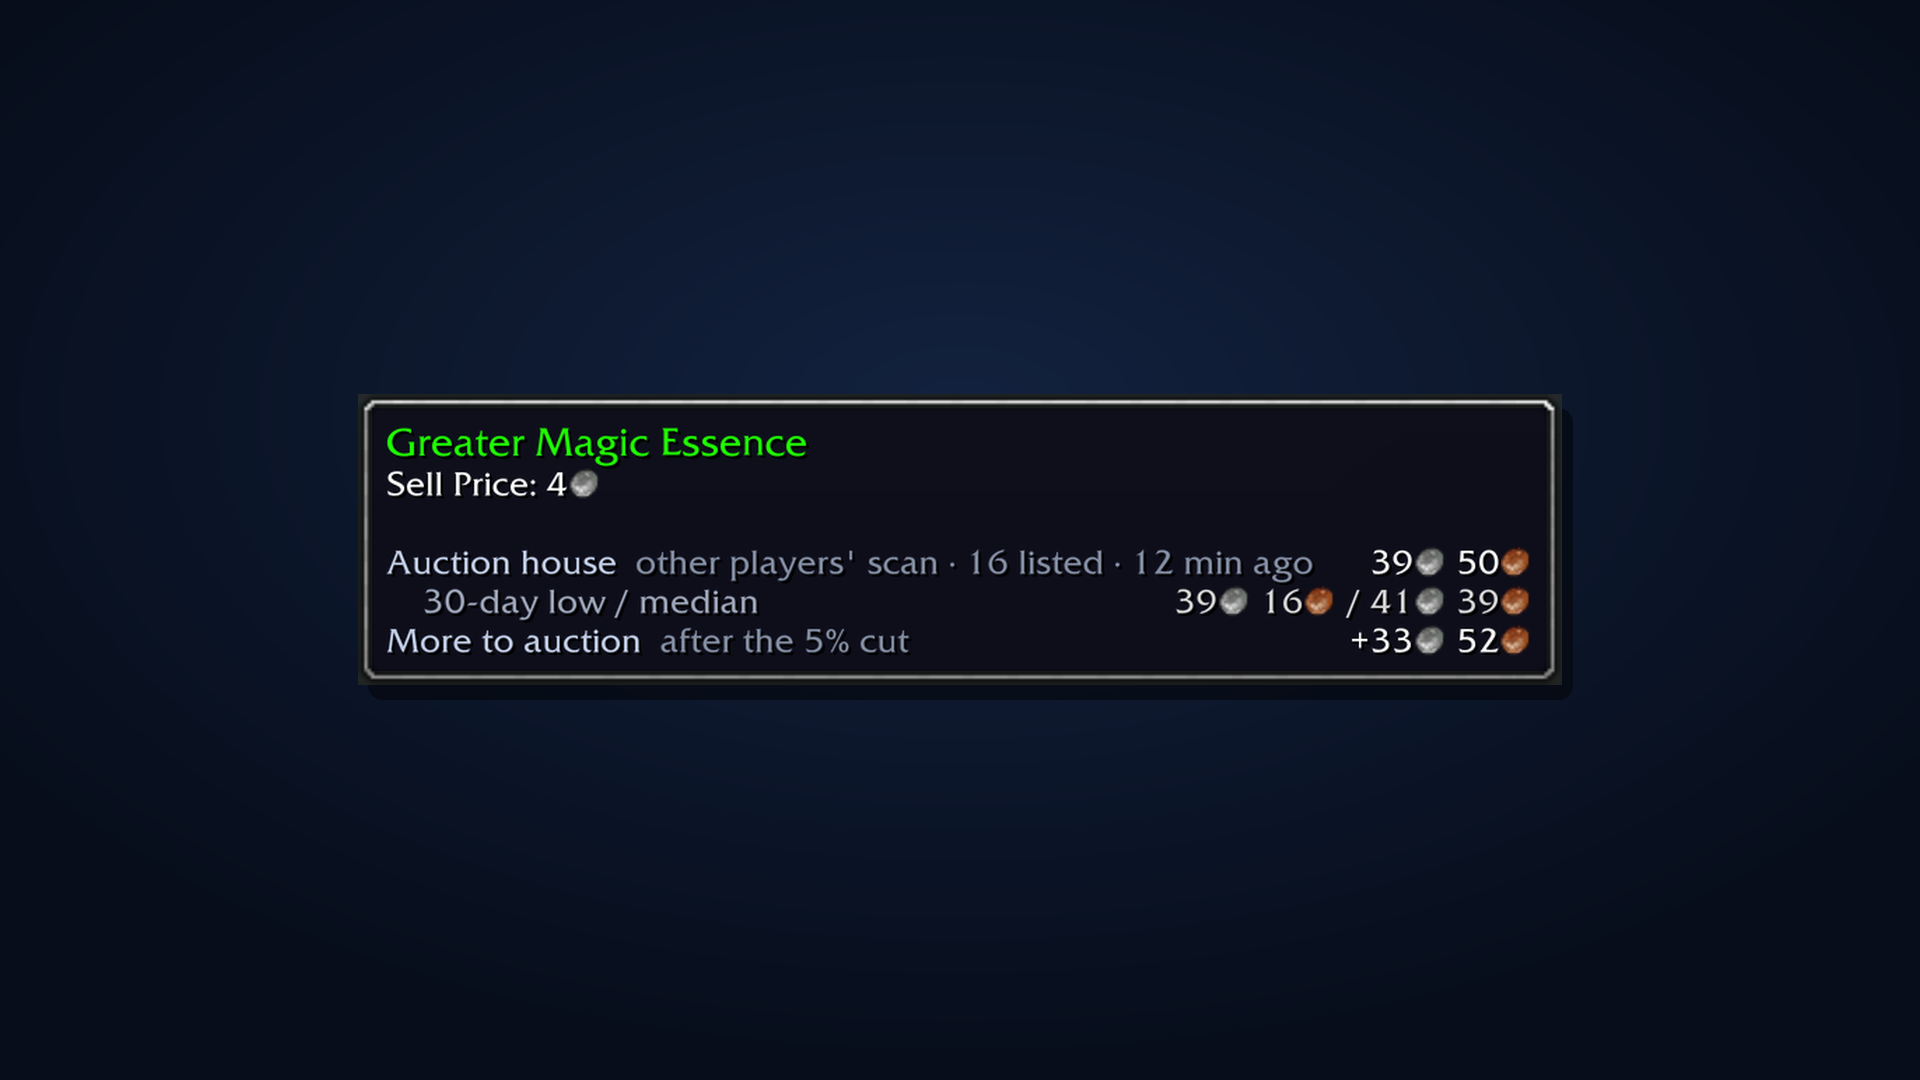 Greater Magic Essence
Sell Price: 4
Auction house other players' scan · 16 listed · 12 min ago 39 50
30-day low / median 39 16 / 41 39
More to auction after the 5% cut +33 52